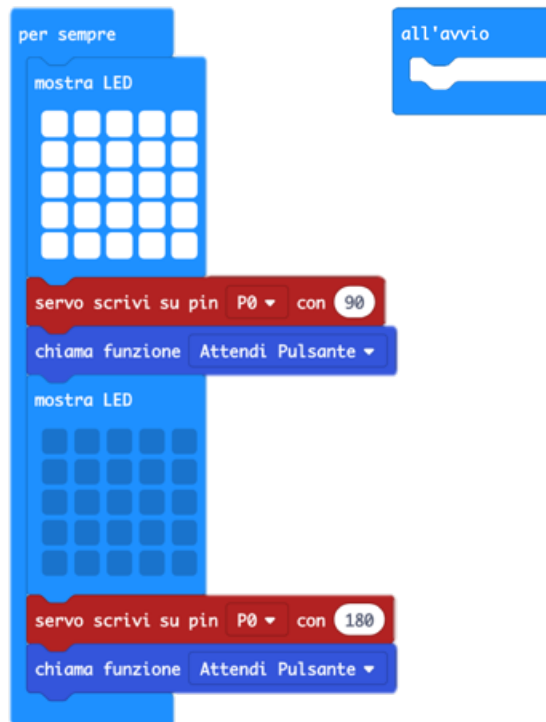 per sempre
mostra LED
servo scrivi su pin P0 con 90
chiama funzione Attendi Pulsante
mostra LED
servo scrivi su pin P0 con 180
chiama funzione Attendi Pulsante
all'avvio